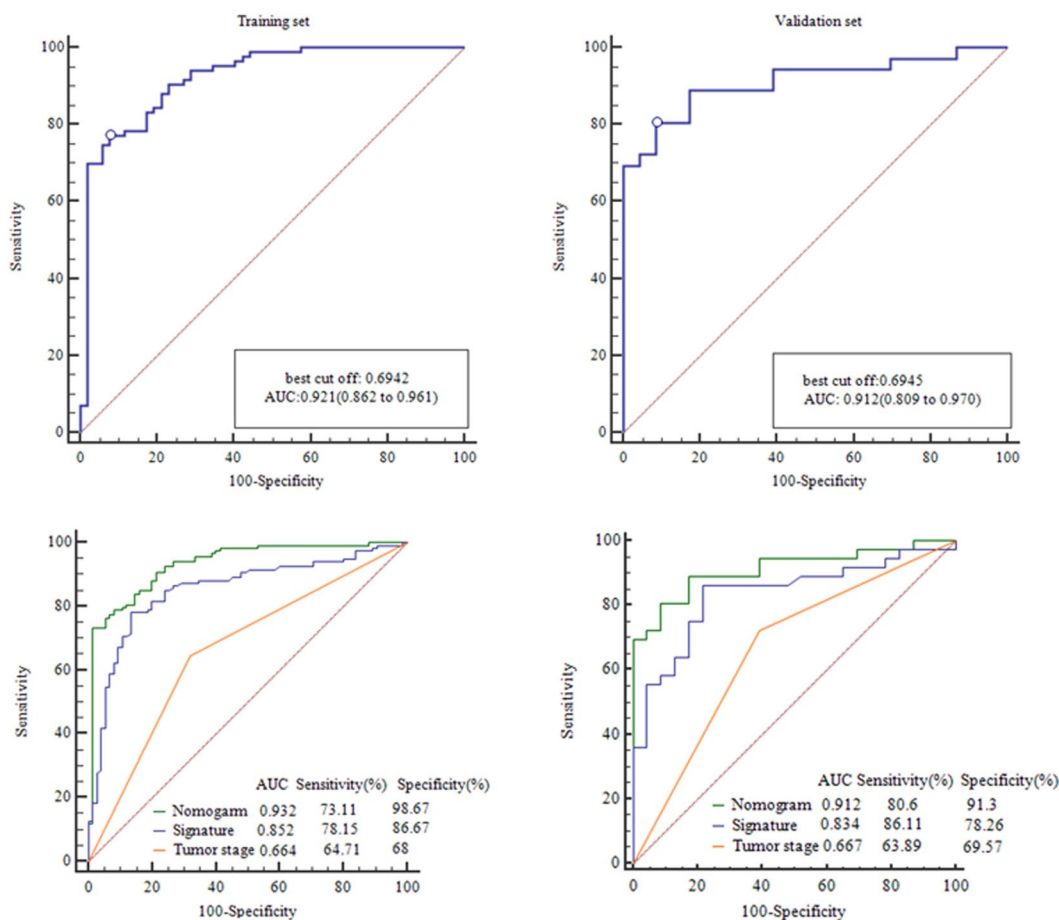 Training set
100
80
60
40
20
0
Sensitivity
best cut off: 0.6942
AUC:0.921(0.862 to 0.961)
0 20 40 60 80 100
100-Specificity
Validation set
100
80
60
40
20
0
Sensitivity
best cut off:0.6945
AUC: 0.912(0.809 to 0.970)
0 20 40 60 80 100
100-Specificity
100
80
60
40
20
0
Sensitivity
AUC Sensitivity(%) Specificity(%)
Nomogarm 0.932 73.11 98.67
Signature 0.852 78.15 86.67
Tumor stage 0.664 64.71 68
0 20 40 60 80 100
100-Specificity
100
80
60
40
20
0
Sensitivity
AUC Sensitivity(%) Specificity(%)
Nomogram 0.912 80.6 91.3
Signature 0.834 86.11 78.26
Tumor stage 0.667 63.89 69.57
0 20 40 60 80 100
100-Specificity